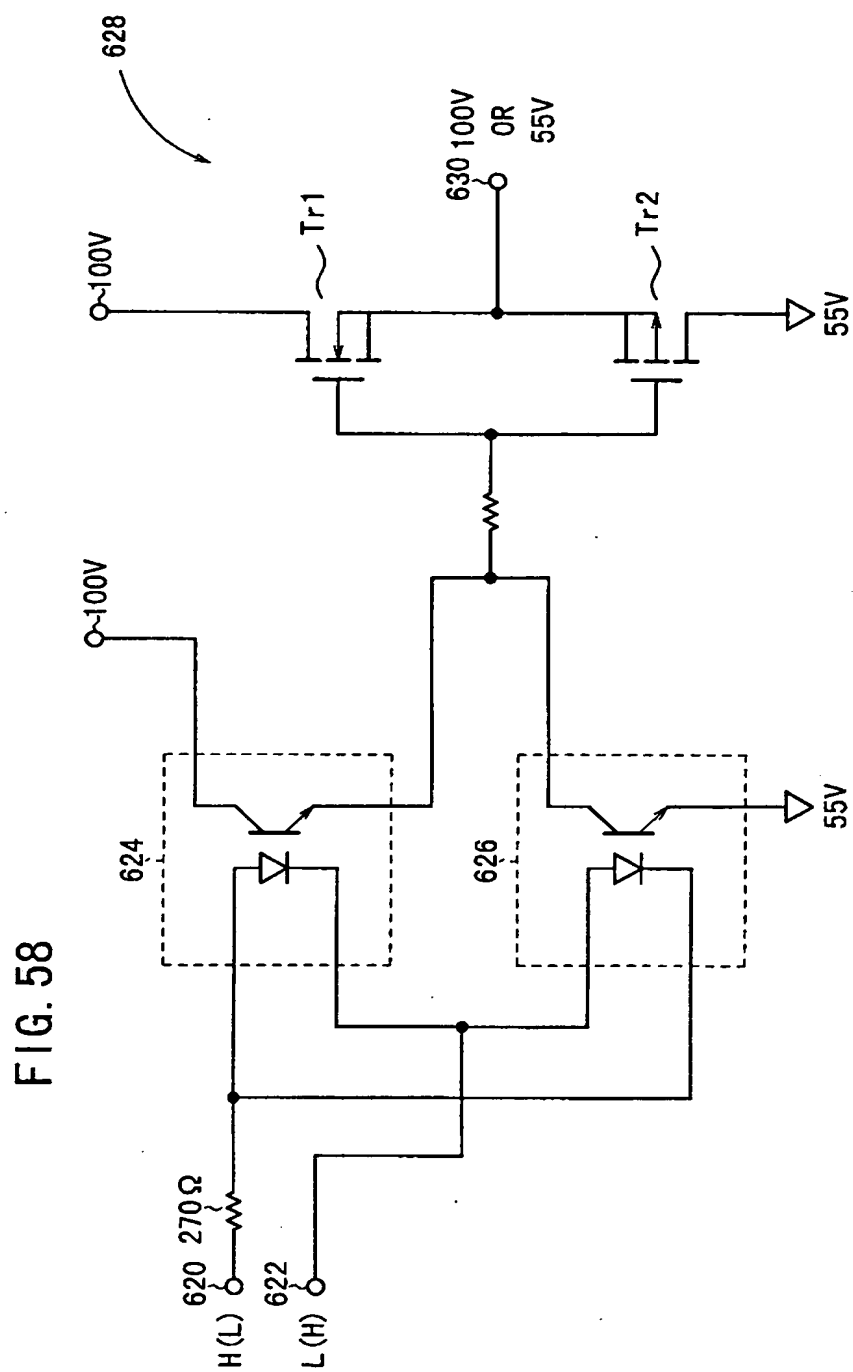 FIG. 58
628
100V
100V
Tr1
630
100V
OR
55V
Tr2
55V
624
626
55V
270Ω
620
H(L)
622
L(H)